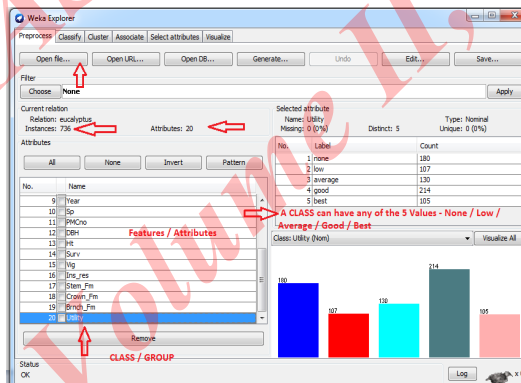 Weka Explorer
Preprocess Classify Cluster Associate Select attributes Visualize
Open file... Open URL... Open DB... Generate... Undo Edit... Save...
Filter
Choose None Apply
Current relation
Relation: eucalyptus
Instances: 736 Attributes: 20
Selected attribute
Name: Utility Type: Nominal
Missing: 0 (0%) Distinct: 5 Unique: 0 (0%)
Attributes
All None Invert Pattern
No. Name
9 Year
10 Sp
11 PMCno
12 DBH
13 Ht
14 Surv
15 Vig
16 Ins_res
17 Stem_Fm
18 Crown_Fm
19 Brnch_Fm
20 Utility
Features / Attributes
Remove
CLASS / GROUP
No. Label Count
1 none 180
2 low 107
3 average 130
4 good 214
5 best 105
A CLASS can have any of the 5 Values - None / Low /
Average / Good / Best
Class: Utility (Nom) Visualize All
180
107
130
214
105
Status
OK
Log x
Volume II,